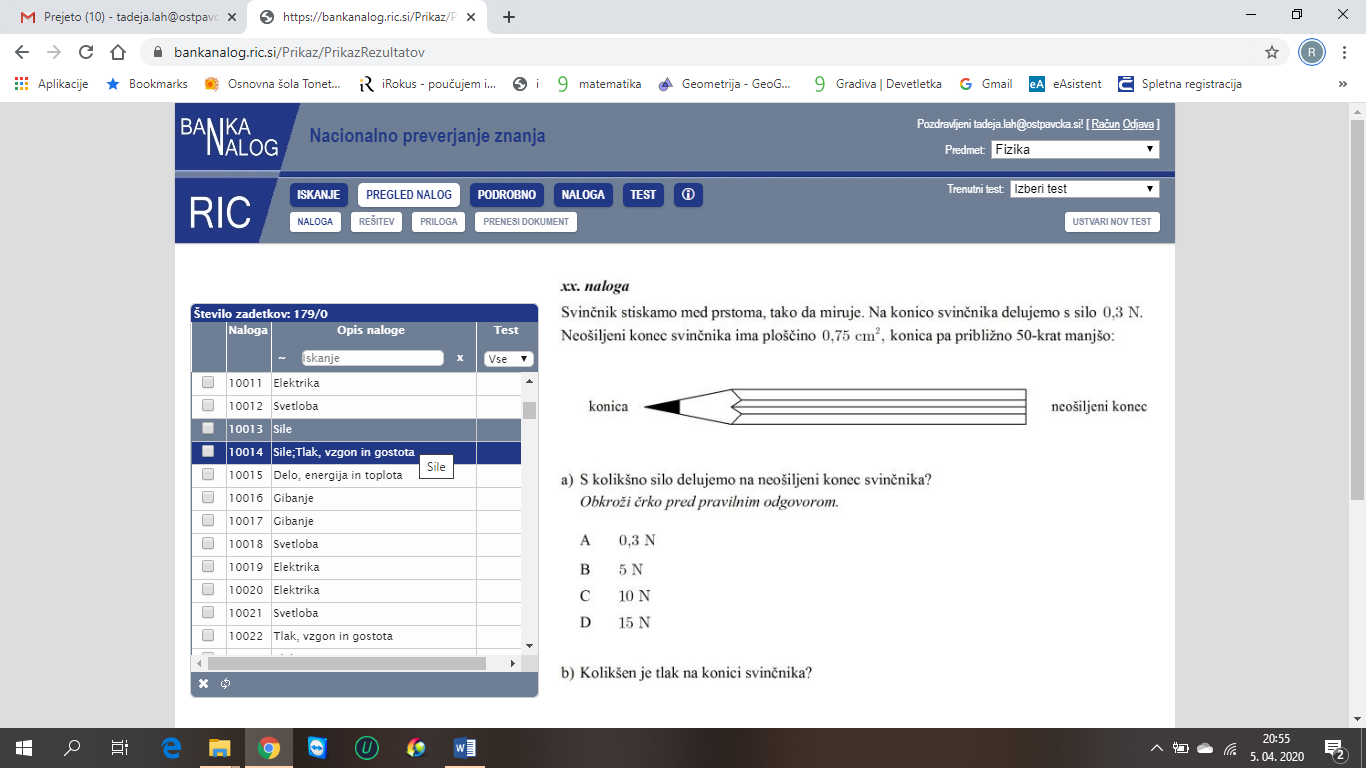 Prejeto (10) - tadeja.lah@ostpavc
https://bankanalog.ric.si/Prikaz/P
bankanalog.ric.si/Prikaz/PrikazRezultatov
R
Aplikacije
Bookmarks
Osnovna šola Tonet...
iRokus - poučujem i...
i
matematika
Geometrija - GeoG...
Gradiva | Devetletka
Gmail
eAsistent
Spletna registracija
»
BANKA
NALOG
Nacionalno preverjanje znanja
Pozdravljeni tadeja.lah@ostpavcka.si! [ Račun Odjava ]
Predmet: Fizika
RIC
ISKANJE
PREGLED NALOG
PODROBNO
NALOGA
TEST
Trenutni test: Izberi test
NALOGA
REŠITEV
PRILOGA
PRENESI DOKUMENT
USTVARI NOV TEST
Število zadetkov: 179/0
Naloga Opis naloge Test
~ Iskanje x Vse
10011 Elektrika
10012 Svetloba
10013 Sile
10014 Sile;Tlak, vzgon in gostota
Sile
10015 Delo, energija in toplota
10016 Gibanje
10017 Gibanje
10018 Svetloba
10019 Elektrika
10020 Elektrika
10021 Svetloba
10022 Tlak, vzgon in gostota
xx. naloga
Svinčnik stiskamo med prstoma, tako da miruje. Na konico svinčnika delujemo s silo 0,3 N.
Neošiljeni konec svinčnika ima ploščino 0,75 cm², konica pa približno 50-krat manjšo:
konica
neošiljeni konec
a) S kolikšno silo delujemo na neošiljeni konec svinčnika?
Obkroži črko pred pravilnim odgovorom.
A 0,3 N
B 5 N
C 10 N
D 15 N
b) Kolikšen je tlak na konici svinčnika?
20:55
5. 04. 2020
2